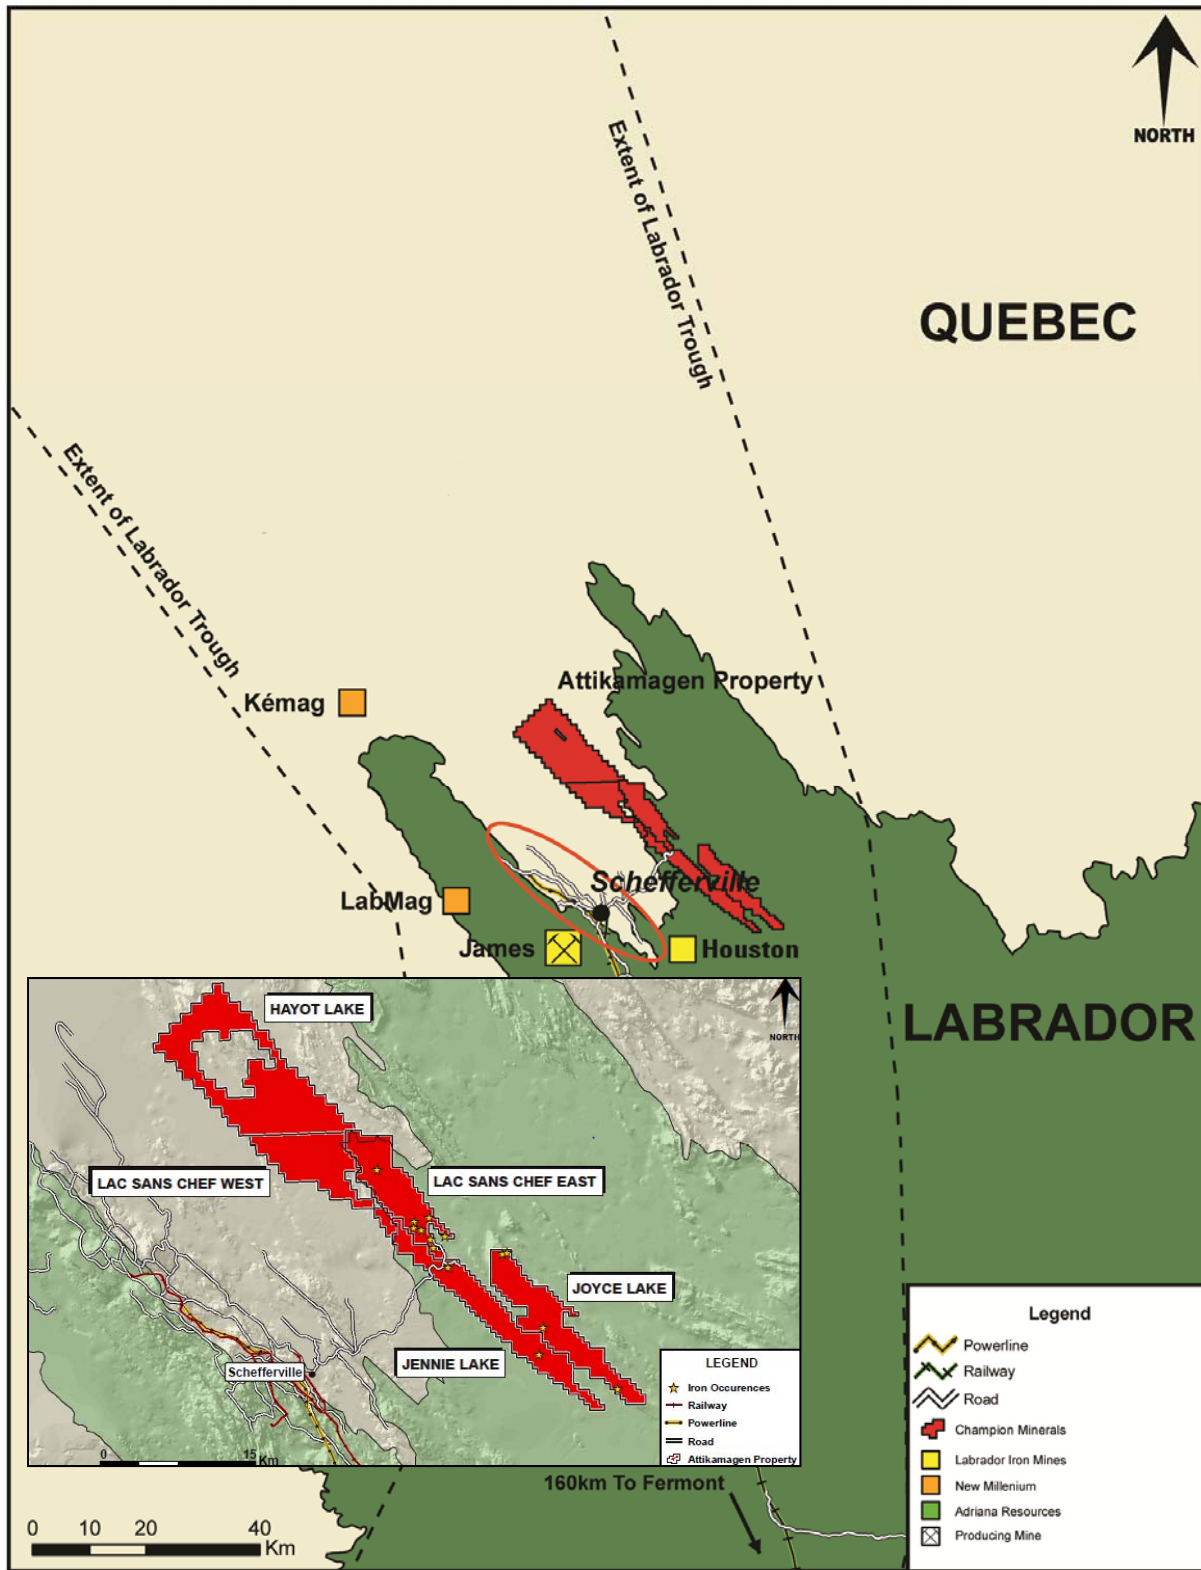 NORTH
Extent of Labrador Trough
QUEBEC
Extent of Labrador Trough
Attikamagen Property
Kémag
Schefferville
LabMag
James
Houston
LABRADOR
HAYOT LAKE
NORTH
LAC SANS CHEF WEST
LAC SANS CHEF EAST
JOYCE LAKE
JENNIE LAKE
Schefferville
0 15 Km
LEGEND
Iron Occurences
Railway
Powerline
Road
Attikamagen Property
160km To Fermont
0 10 20 40
Km
Legend
Powerline
Railway
Road
Champion Minerals
Labrador Iron Mines
New Millenium
Adriana Resources
Producing Mine